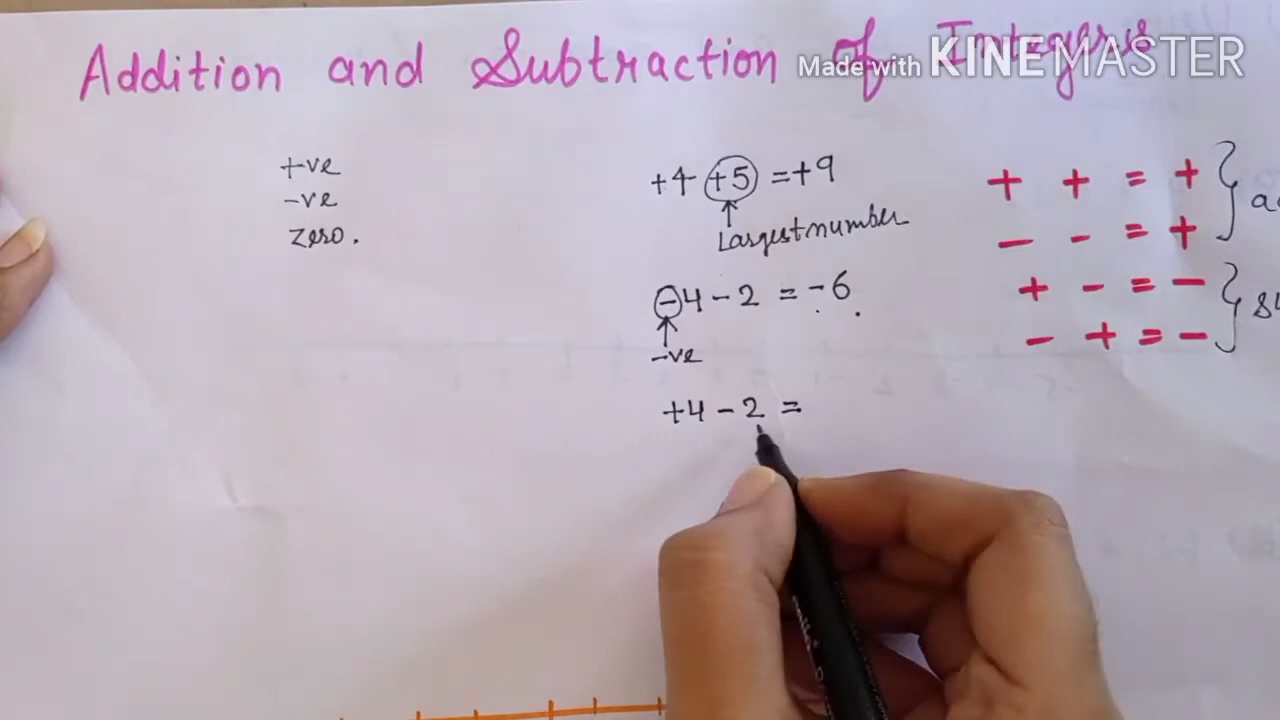 Addition and Subtraction of Integers
Made with KINEMASTER
+ve
-ve
zero.
+4 +5 = +9
Largest number
-4 - 2 = -6.
-ve
+4 - 2 =
+ + = +
- - = +
+ - = -
- + = -